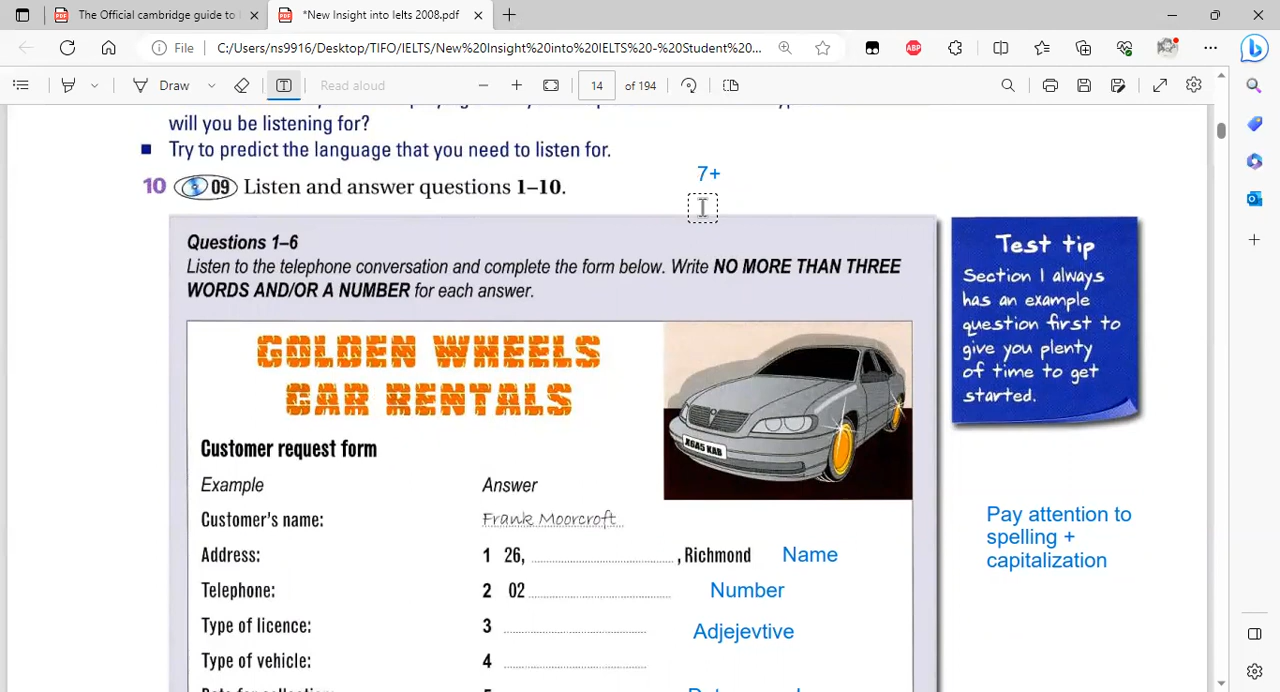 The Official cambridge guide to I
*New Insight into Ielts 2008.pdf
File
C:/Users/ns9916/Desktop/TIFO/IELTS/New%20Insight%20into%20IELTS%20-%20Student%20...
ABP
Draw
Read aloud
14
of 194
will you be listening for?
Try to predict the language that you need to listen for.
7+
10 09 Listen and answer questions 1–10.
Questions 1–6
Listen to the telephone conversation and complete the form below. Write NO MORE THAN THREE
WORDS AND/OR A NUMBER for each answer.
Test tip
Section 1 always
has an example
question first to
give you plenty
of time to get
started.
GOLDEN WHEELS
CAR RENTALS
XGA5 KAB
Customer request form
Example
Answer
Customer's name:
Frank Moorcroft
Pay attention to
spelling +
capitalization
Address:
1 26, , Richmond
Name
Telephone:
2 02
Number
Type of licence:
3
Adjejevtive
Type of vehicle:
4